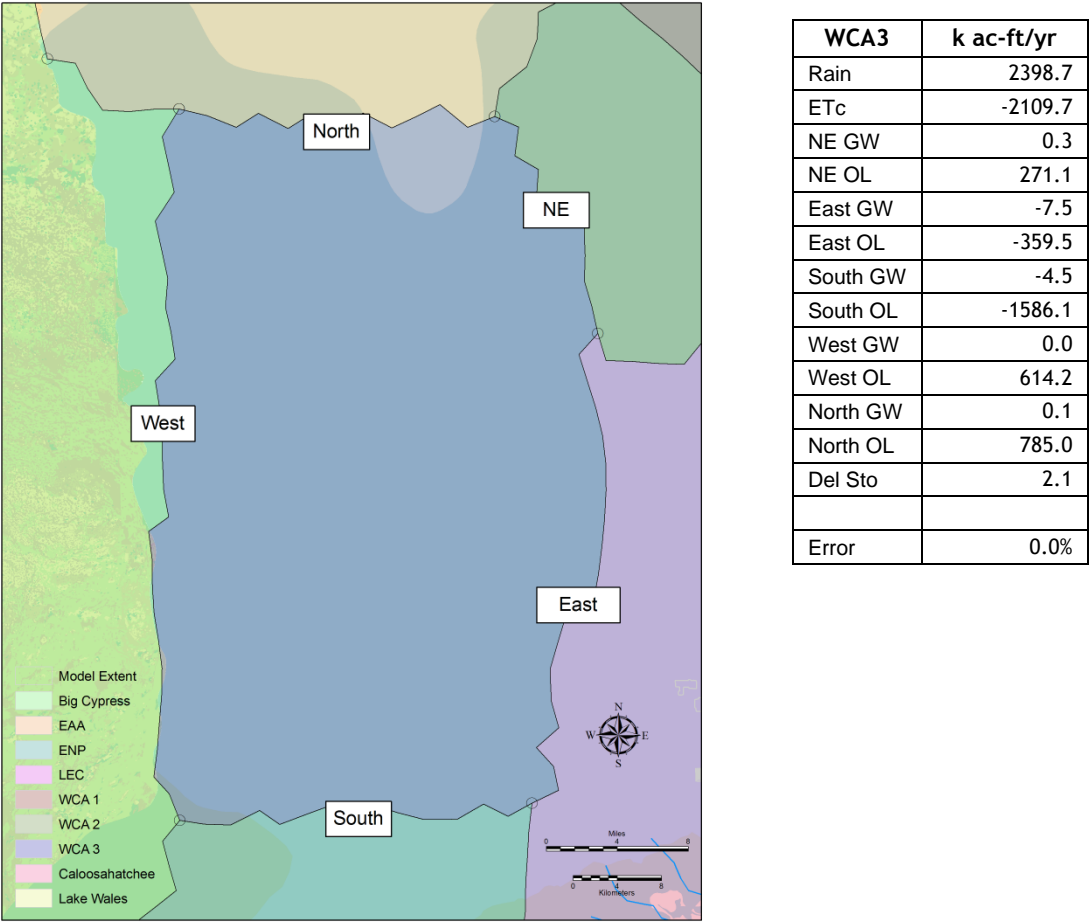 North
NE
West
East
South
Model Extent
Big Cypress
EAA
ENP
LEC
WCA 1
WCA 2
WCA 3
Caloosahatchee
Lake Wales
N
W E
S
Miles
0 4 8
0 4 8
Kilometers
WCA3 k ac-ft/yr
Rain 2398.7
ETc -2109.7
NE GW 0.3
NE OL 271.1
East GW -7.5
East OL -359.5
South GW -4.5
South OL -1586.1
West GW 0.0
West OL 614.2
North GW 0.1
North OL 785.0
Del Sto 2.1
Error 0.0%